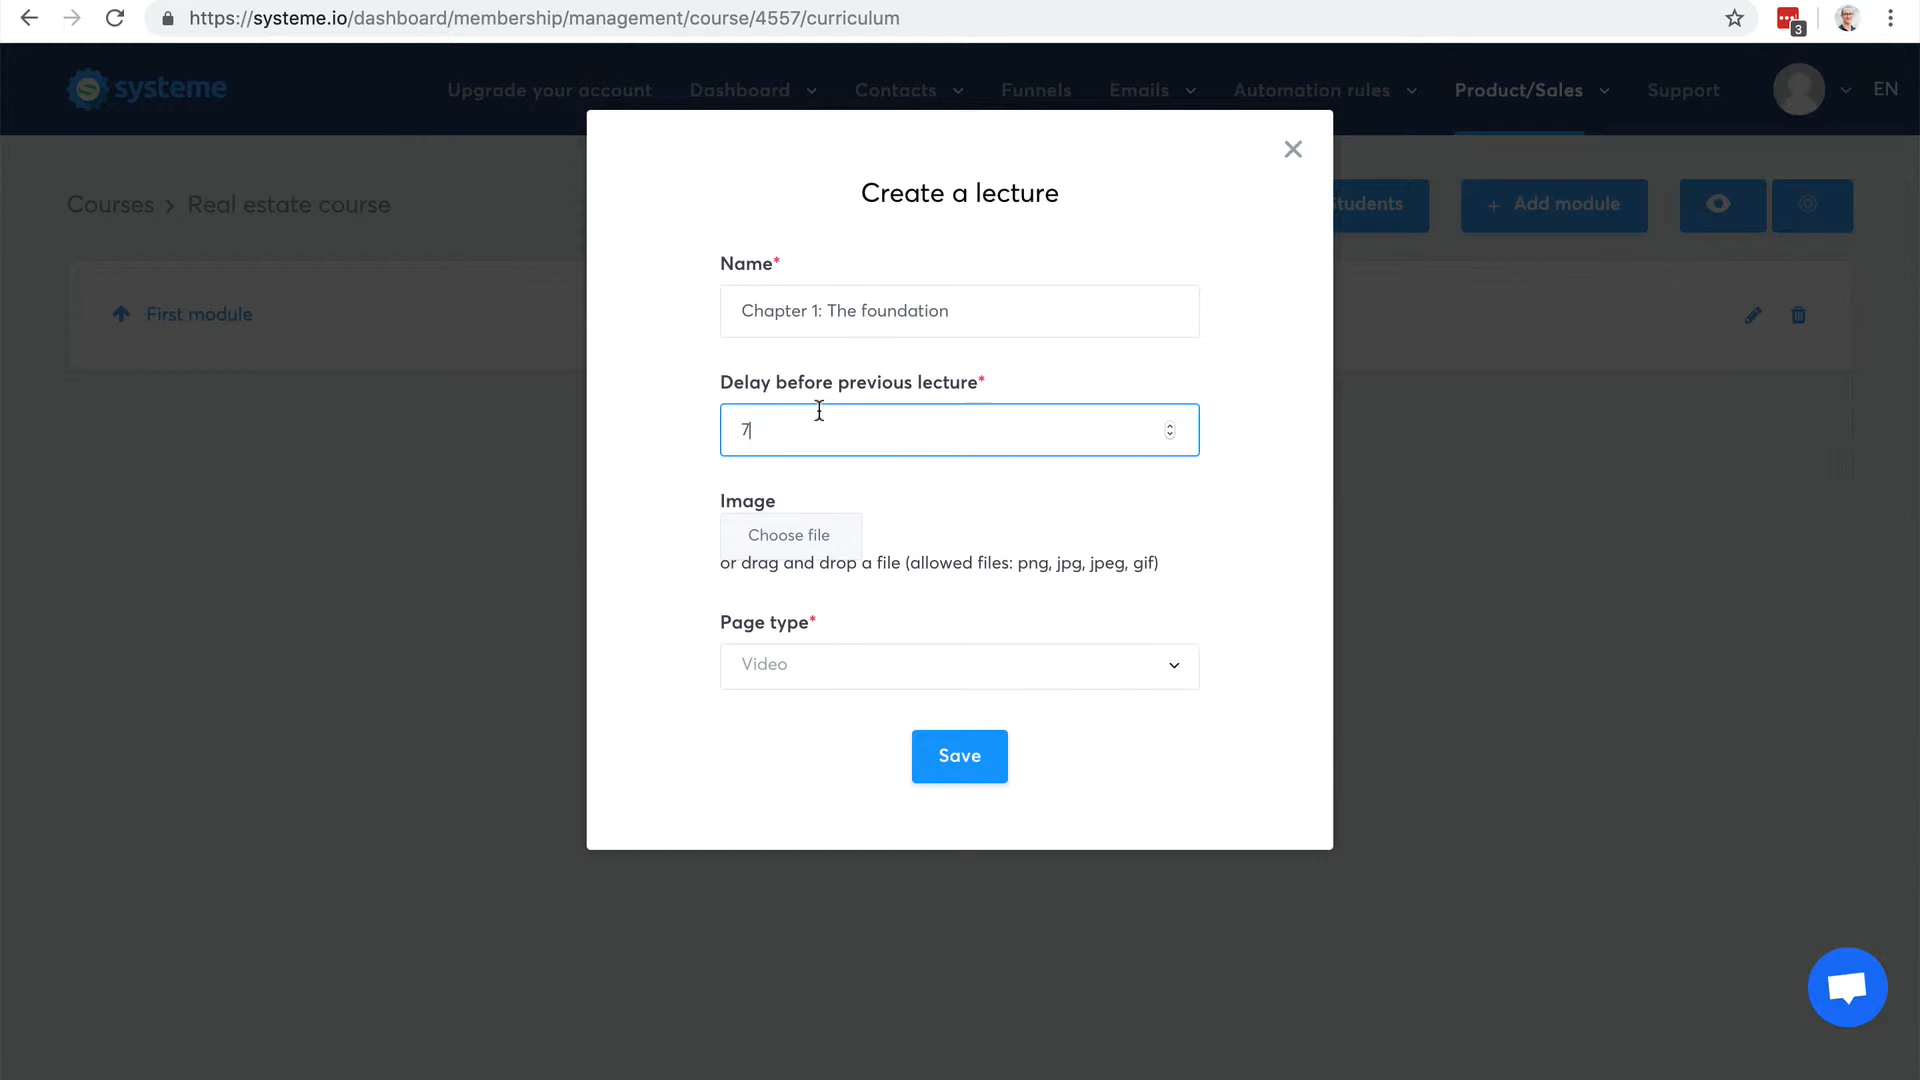 https://systeme.io/dashboard/membership/management/course/4557/curriculum
3
systeme
Upgrade your account
Dashboard
Contacts
Funnels
Emails
Automation rules
Product/Sales
Support
EN
Courses > Real estate course
Students
+ Add module
First module
Create a lecture
Name*
Chapter 1: The foundation
Delay before previous lecture*
7
Image
Choose file
or drag and drop a file (allowed files: png, jpg, jpeg, gif)
Page type*
Video
Save